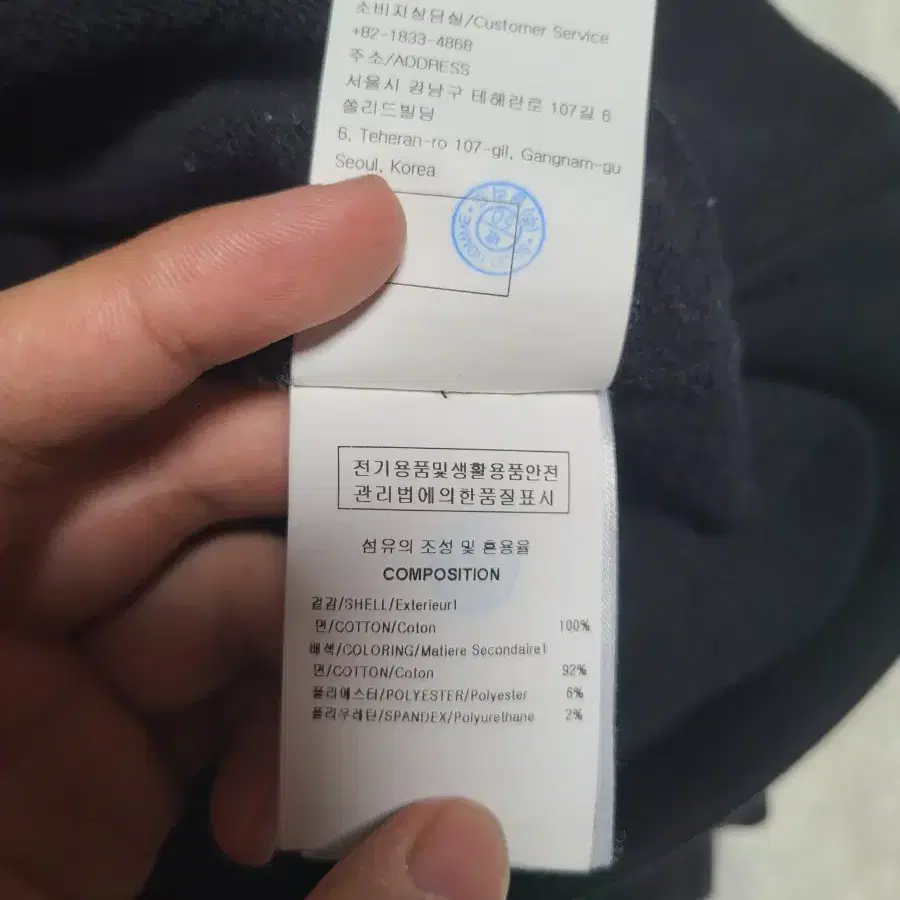 소비자상담실/Customer Service
+82-1833-4868
주소/ADDRESS
서울시 강남구 테헤란로 107길 6
쏠리드빌딩
6, Teheran-ro 107-gil, Gangnam-gu
Seoul, Korea
HOMME
전기용품및생활용품안전
관리법에의한품질표시
섬유의 조성 및 혼용율
COMPOSITION
겉감/SHELL/Exterieur1
면/COTTON/Coton 100%
배색/COLORING/Matiere Secondaire1
면/COTTON/Coton 92%
폴리에스터/POLYESTER/Polyester 6%
폴리우레탄/SPANDEX/Polyurethane 2%